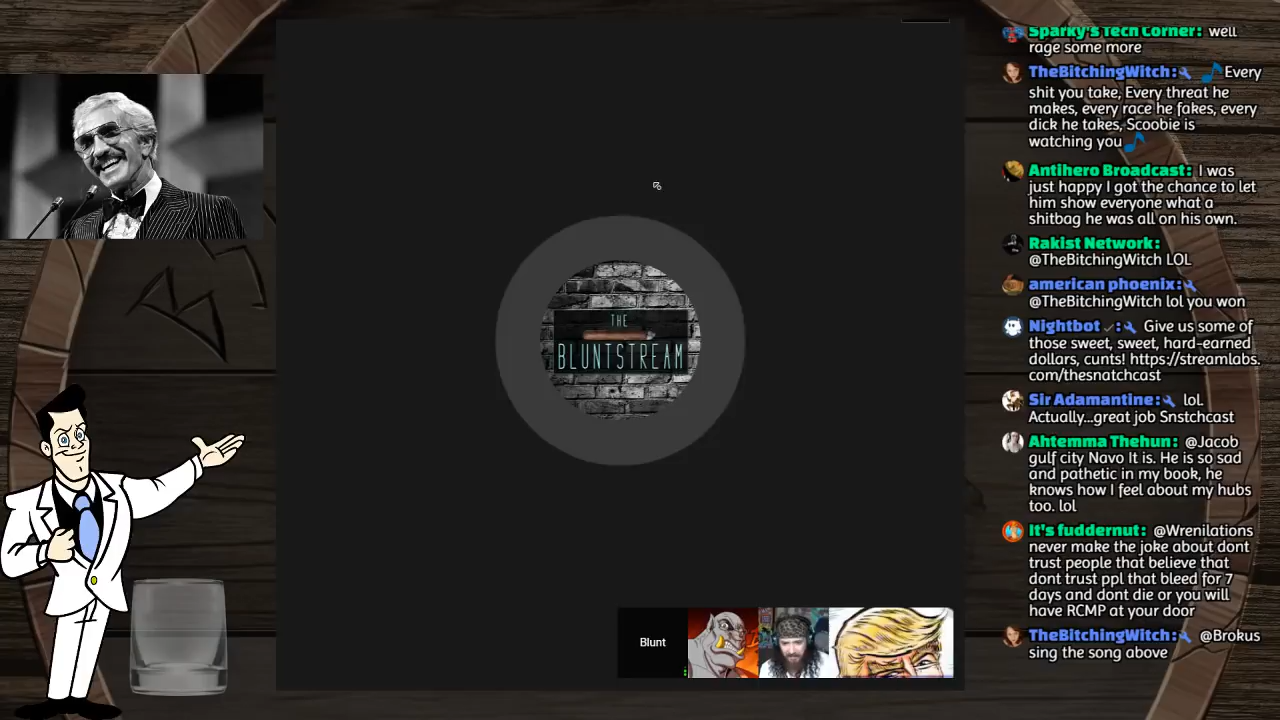 THE
BLUNTSTREAM
Blunt
Sparky's Tech Corner: well
rage some more
TheBitchingWitch: Every
shit you take, Every threat he
makes, every race he fakes, every
dick he takes, Scoobie is
watching you
Antihero Broadcast: I was
just happy I got the chance to let
him show everyone what a
shitbag he was all on his own.
Rakist Network:
@TheBitchingWitch LOL
american phoenix:
@TheBitchingWitch lol you won
Nightbot : Give us some of
those sweet, sweet, hard-earned
dollars, cunts! https://streamlabs.
com/thesnatchcast
Sir Adamantine: lol.
Actually...great job Snstchcast
Ahtemma Thehun: @Jacob
gulf city Navo It is. He is so sad
and pathetic in my book, he
knows how I feel about my hubs
too. lol
It's fuddernut: @Wrenilations
never make the joke about dont
trust people that believe that
dont trust ppl that bleed for 7
days and dont die or you will
have RCMP at your door
TheBitchingWitch: @Brokus
sing the song above